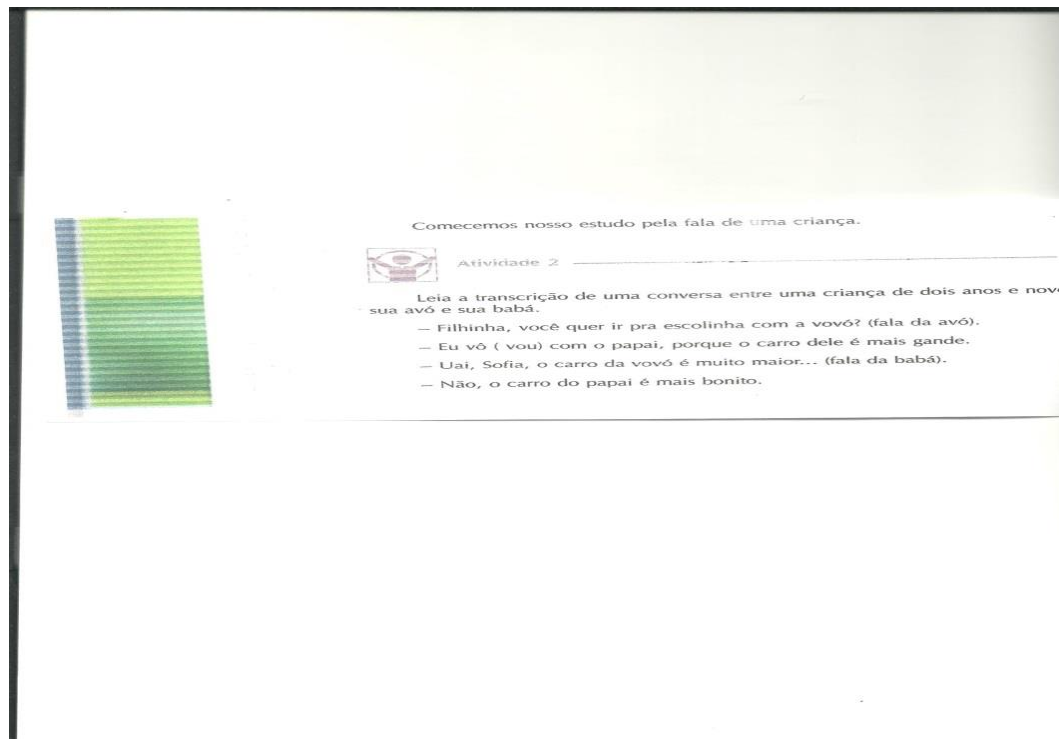 Comecemos nosso estudo pela fala de uma criança.
Atividade 2
Leia a transcrição de uma conversa entre uma criança de dois anos e nov
sua avó e sua babá.
— Filhinha, você quer ir pra escolinha com a vovó? (fala da avó).
— Eu vô ( vou) com o papai, porque o carro dele é mais gande.
— Uai, Sofia, o carro da vovó é muito maior... (fala da babá).
— Não, o carro do papai é mais bonito.